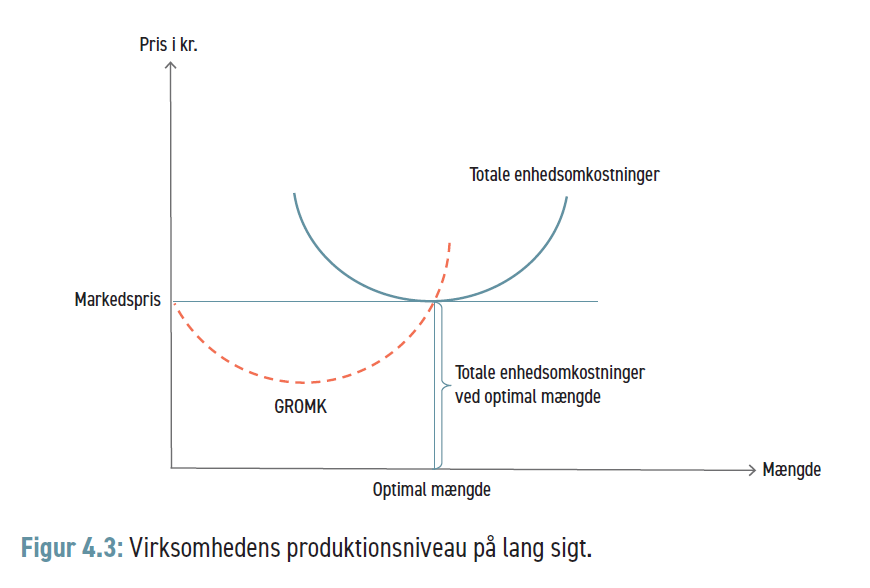 Pris i kr.
Totale enhedsomkostninger
Markedspris
Totale enhedsomkostninger
ved optimal mængde
GROMK
Mængde
Optimal mængde
Figur 4.3: Virksomhedens produktionsniveau på lang sigt.